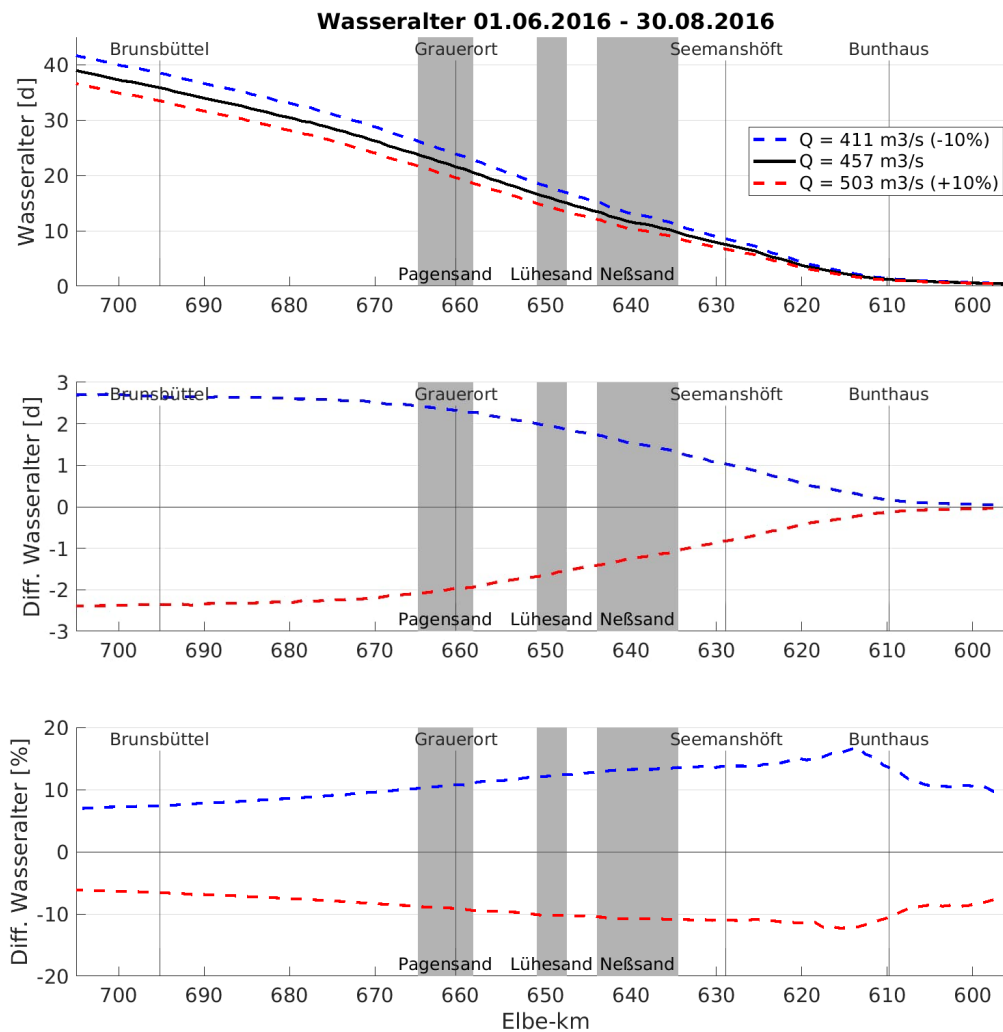 Wasseralter 01.06.2016 - 30.08.2016
Brunsbüttel Grauerort Seemanshöft Bunthaus
Wasseralter [d]
40
30
20
10
0
Q = 411 m3/s (-10%)
Q = 457 m3/s
Q = 503 m3/s (+10%)
Pagensand Lühesand Neßsand
700 690 680 670 660 650 640 630 620 610 600
Brunsbüttel Grauerort Seemanshöft Bunthaus
Diff. Wasseralter [d]
3
2
1
0
-1
-2
-3
Pagensand Lühesand Neßsand
700 690 680 670 660 650 640 630 620 610 600
Brunsbüttel Grauerort Seemanshöft Bunthaus
Diff. Wasseralter [%]
20
10
0
-10
-20
Pagensand Lühesand Neßsand
700 690 680 670 660 650 640 630 620 610 600
Elbe-km